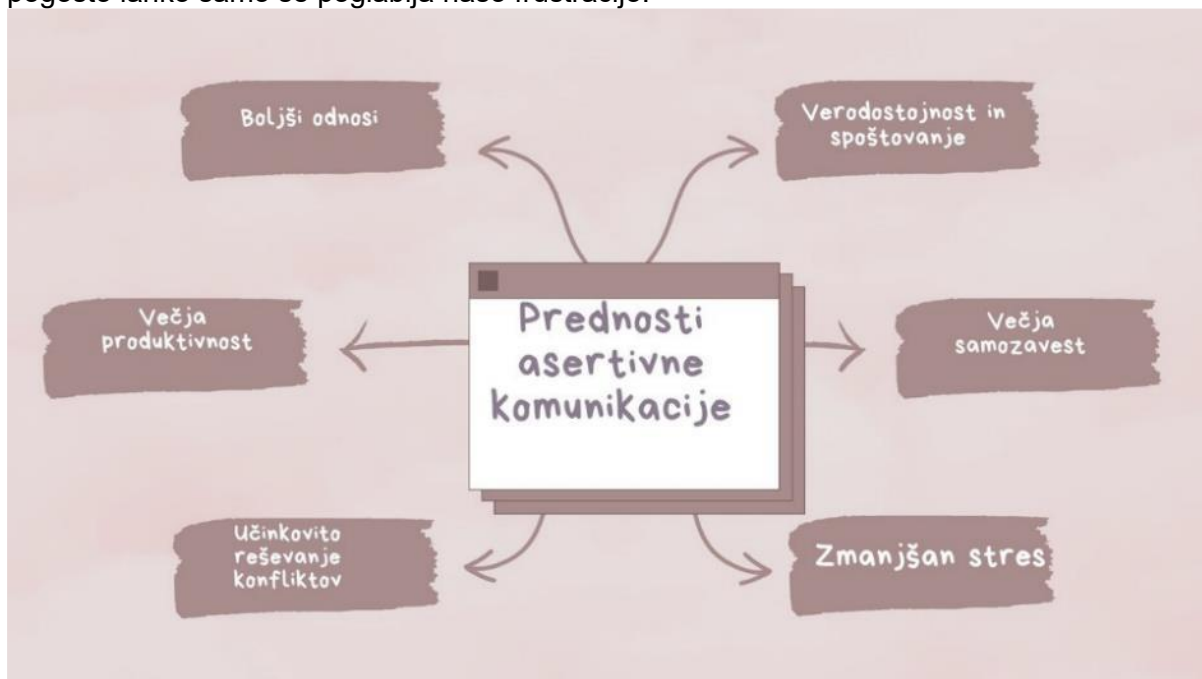 Boljši odnosi
Verodostojnost in
spoštovanje
Prednosti
asertivne
komunikacije
Večja
produktivnost
Večja
samozavest
Učinkovito
reševanje
konfliktov
Zmanjšan stres